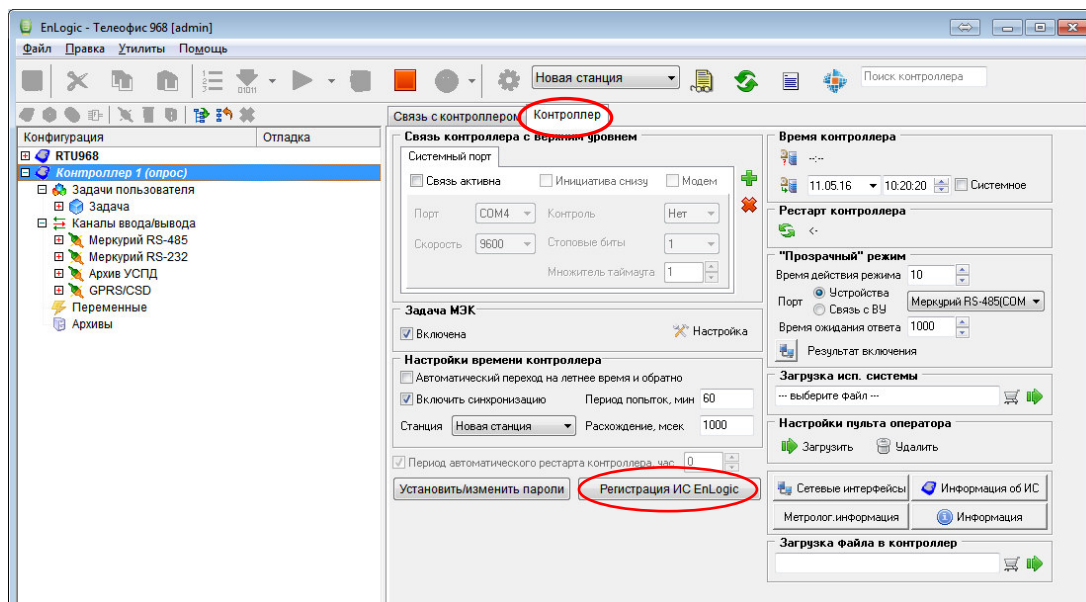 EnLogic - Телеофис 968 [admin]
Файл Правка Утилиты Помощь
Новая станция
Поиск контроллера
Конфигурация Отладка
RTU968
Контроллер 1 (опрос)
Задачи пользователя
Задача
Каналы ввода/вывода
Меркурий RS-485
Меркурий RS-232
Архив УСПД
GPRS/CSD
Переменные
Архивы
Связь с контроллером Контроллер
Связь контроллера с верхним уровнем
Системный порт
Связь активна Инициатива снизу Модем
Порт COM4 Контроль Нет
Скорость 9600 Стоповые биты 1
Множитель таймаута 1
Задача МЭК
Включена Настройка
Настройки времени контроллера
Автоматический переход на летнее время и обратно
Включить синхронизацию Период попыток, мин 60
Станция Новая станция Расхождение, мсек 1000
Период автоматического рестарта контроллера, час 0
Установить/изменить пароли Регистрация ИС EnLogic
Время контроллера
--:--
11.05.16 10:20:20 Системное
Рестарт контроллера
<-
"Прозрачный" режим
Время действия режима 10
Порт Устройства Меркурий RS-485(COM
Связь с ВУ
Время ожидания ответа 1000
Результат включения
Загрузка исп. системы
--- выберите файл ---
Настройки пульта оператора
Загрузить Удалить
Сетевые интерфейсы Информация об ИС
Метролог.информация Информация
Загрузка файла в контроллер